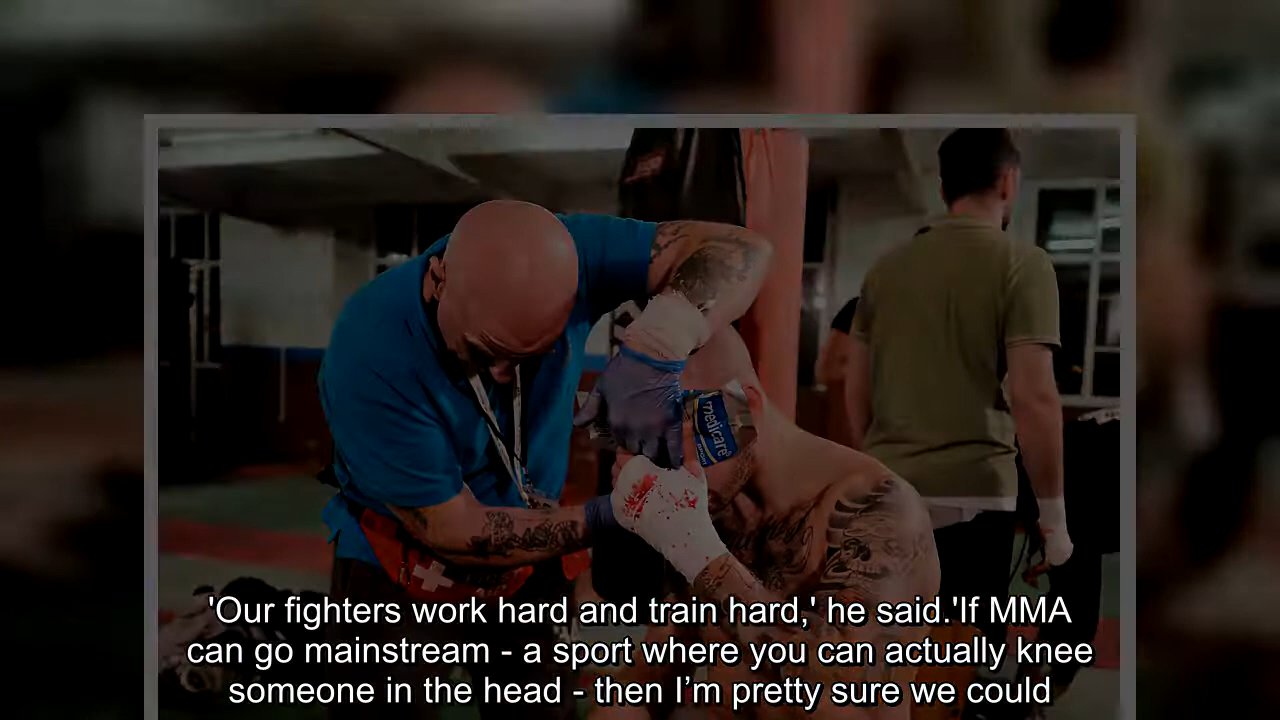 medicare
'Our fighters work hard and train hard,' he said.'If MMA
can go mainstream - a sport where you can actually knee
someone in the head - then I’m pretty sure we could